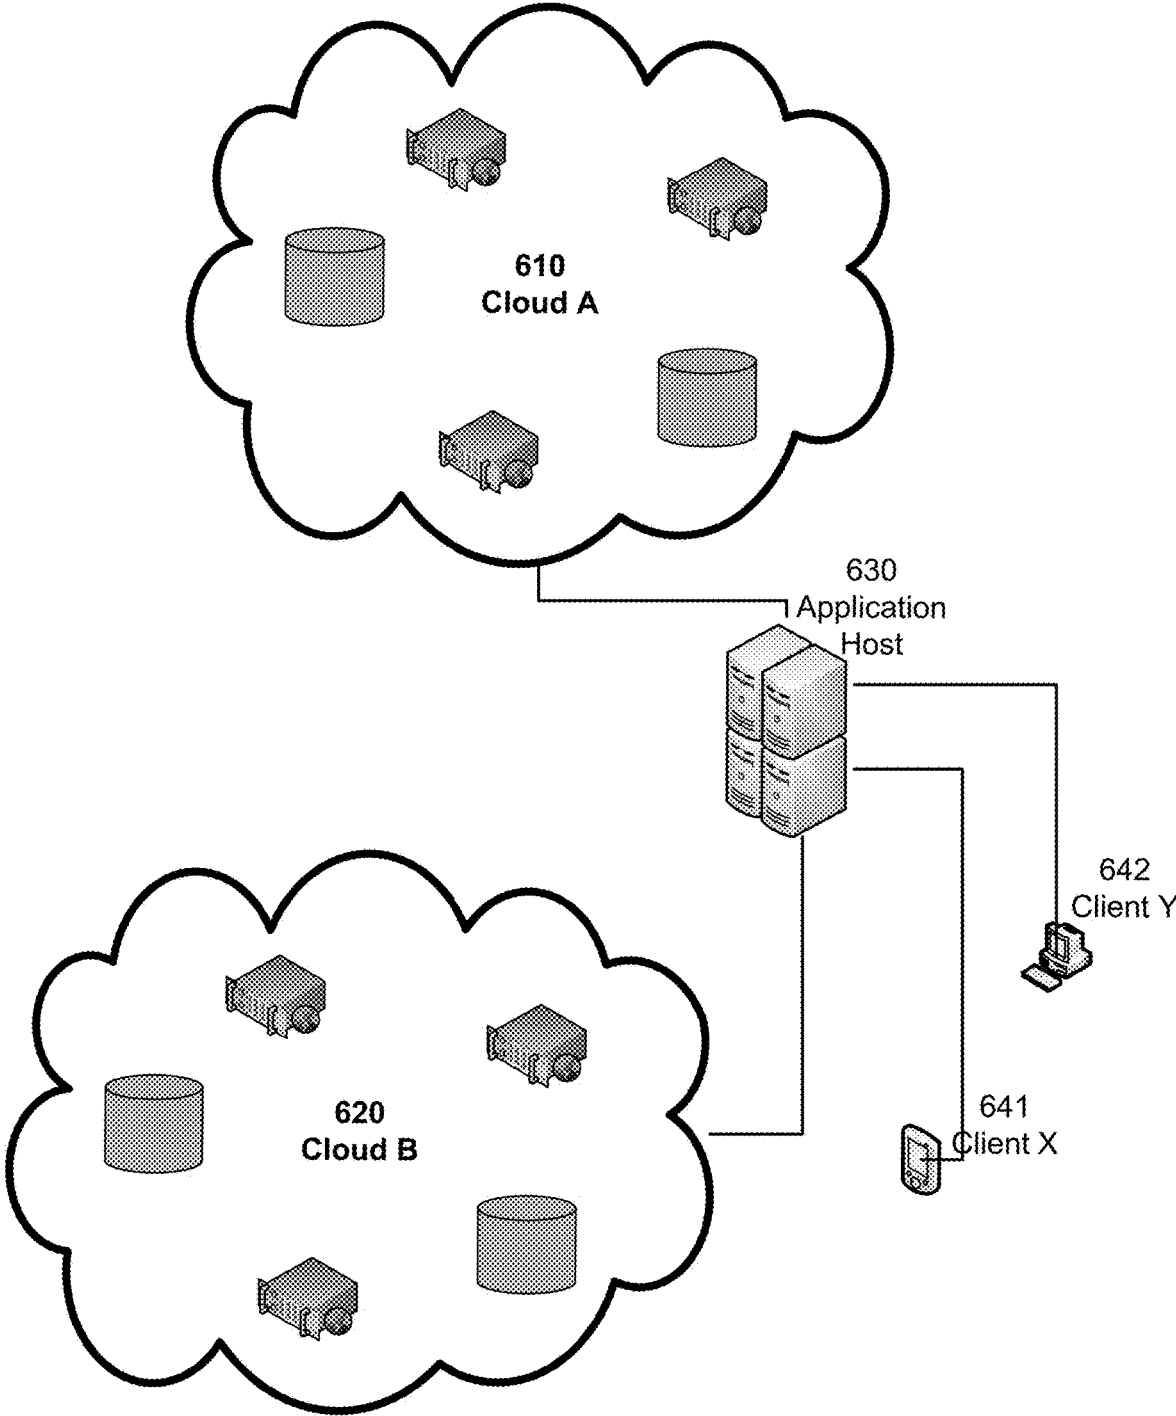 610
Cloud A
630
Application
Host
642
Client Y
620
Cloud B
641
Client X